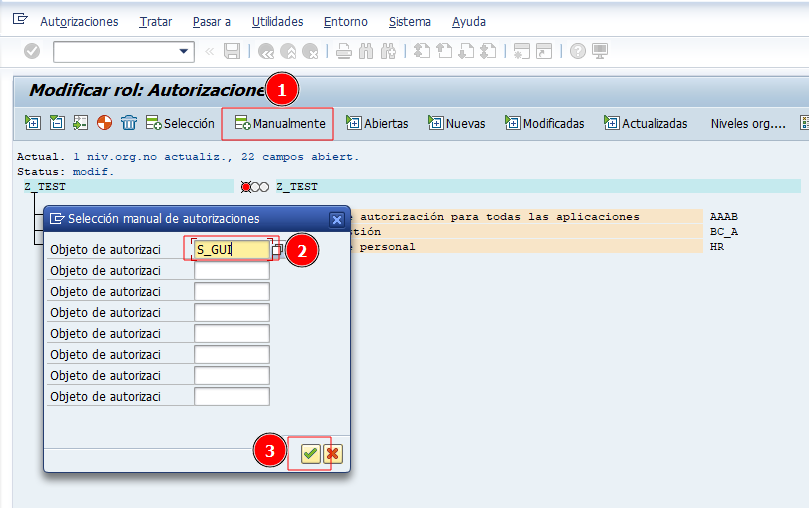 Autorizaciones Tratar Pasar a Utilidades Entorno Sistema Ayuda
Modificar rol: Autorizacione 1
Selección Manualmente Abiertas Nuevas Modificadas Actualizadas Niveles org....
Actual. 1 niv.org.no actualiz., 22 campos abiert.
Status: modif.
Z_TEST Z_TEST
e autorización para todas las aplicaciones AAAB
stión BC_A
e personal HR
Selección manual de autorizaciones
Objeto de autorizaci S_GUI 2
Objeto de autorizaci
Objeto de autorizaci
Objeto de autorizaci
Objeto de autorizaci
Objeto de autorizaci
Objeto de autorizaci
Objeto de autorizaci
3